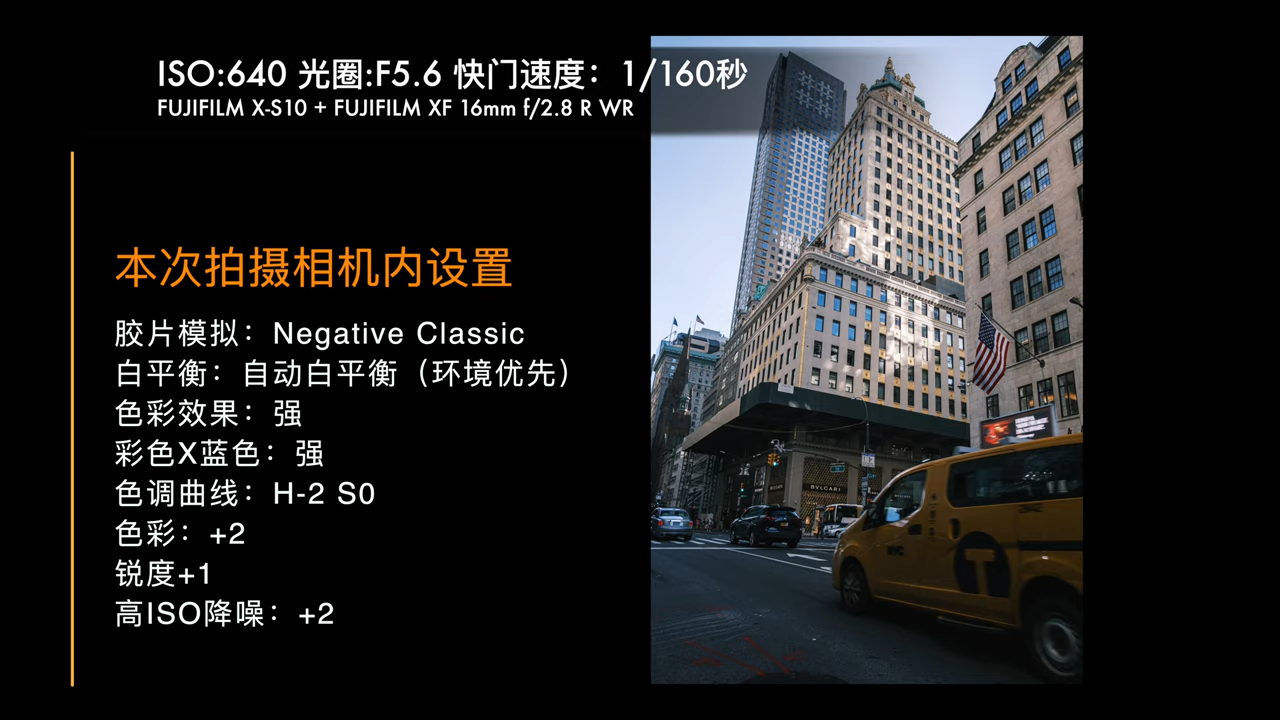 ISO:640 光圈:F5.6 快门速度：1/160秒
FUJIFILM X-S10 + FUJIFILM XF 16mm f/2.8 R WR
本次拍摄相机内设置
胶片模拟：Negative Classic
白平衡：自动白平衡（环境优先）
色彩效果：强
彩色X蓝色：强
色调曲线：H-2 S0
色彩：+2
锐度+1
高ISO降噪：+2
BVLGARI
NYC
T